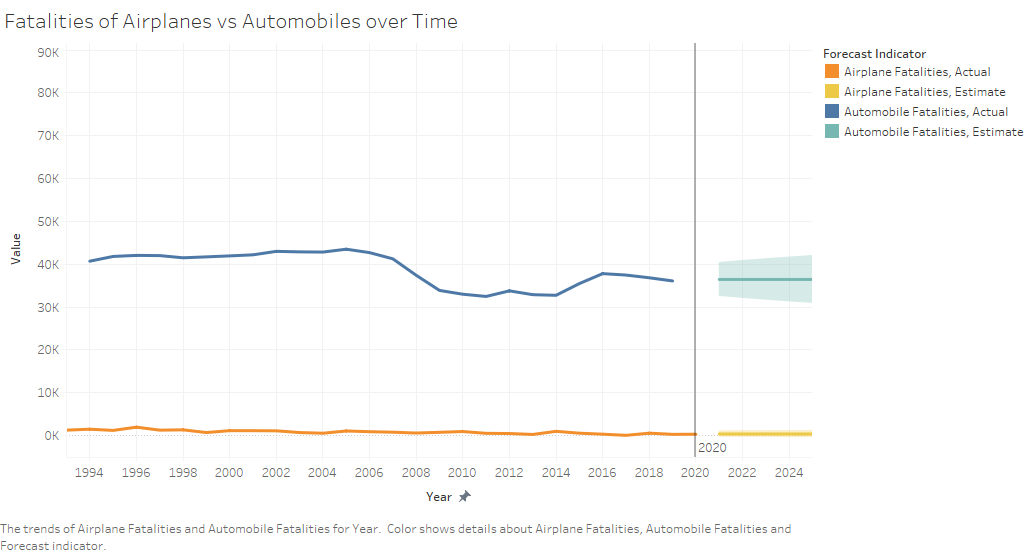 Fatalities of Airplanes vs Automobiles over Time
90K
80K
70K
60K
50K
40K
30K
20K
10K
0K
Value
2020
1994 1996 1998 2000 2002 2004 2006 2008 2010 2012 2014 2016 2018 2020 2022 2024
Year
Forecast Indicator
Airplane Fatalities, Actual
Airplane Fatalities, Estimate
Automobile Fatalities, Actual
Automobile Fatalities, Estimate
The trends of Airplane Fatalities and Automobile Fatalities for Year. Color shows details about Airplane Fatalities, Automobile Fatalities and
Forecast indicator.